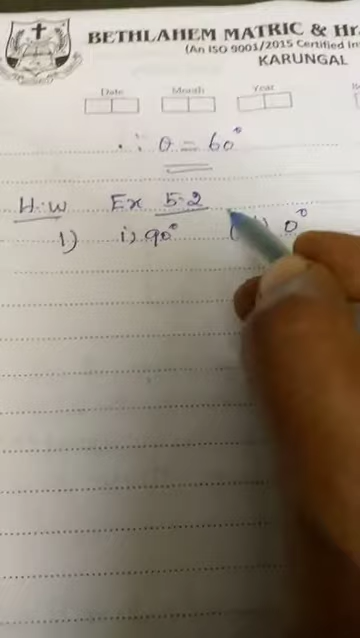 BETHLAHEM MATRIC & Hr.
(An ISO 9001/2015 Certified In
KARUNGAL
Date Month Year
∴ θ = 60°
H.W Ex 5.2
1) i) 90° ( ) 0°